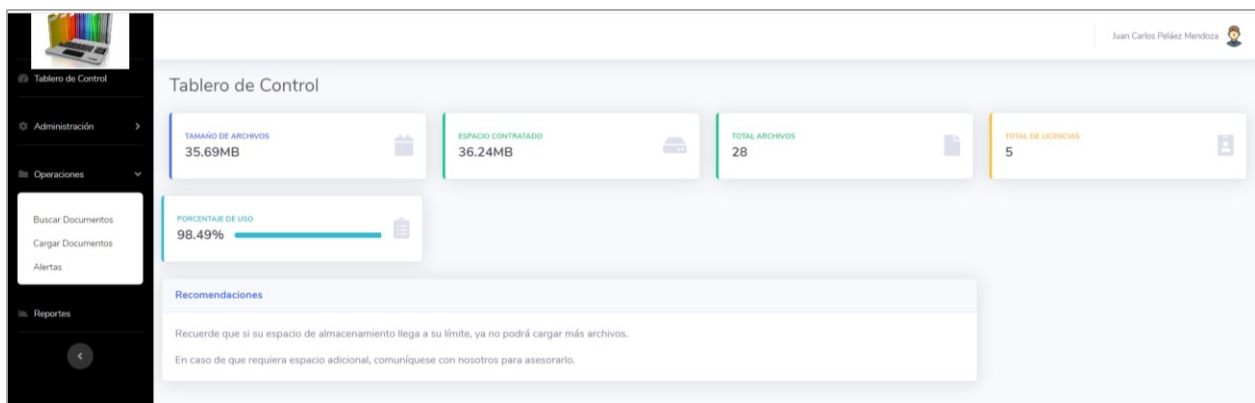 Juan Carlos Peláez Mendoza
Tablero de Control
Administración
Operaciones
Buscar Documentos
Cargar Documentos
Alertas
Reportes
Tablero de Control
TAMAÑO DE ARCHIVOS
35.69MB
ESPACIO CONTRATADO
36.24MB
TOTAL ARCHIVOS
28
TOTAL DE LICENCIAS
5
PORCENTAJE DE USO
98.49%
Recomendaciones
Recuerde que si su espacio de almacenamiento llega a su límite, ya no podrá cargar más archivos.
En caso de que requiera espacio adicional, comuníquese con nosotros para asesorarlo.